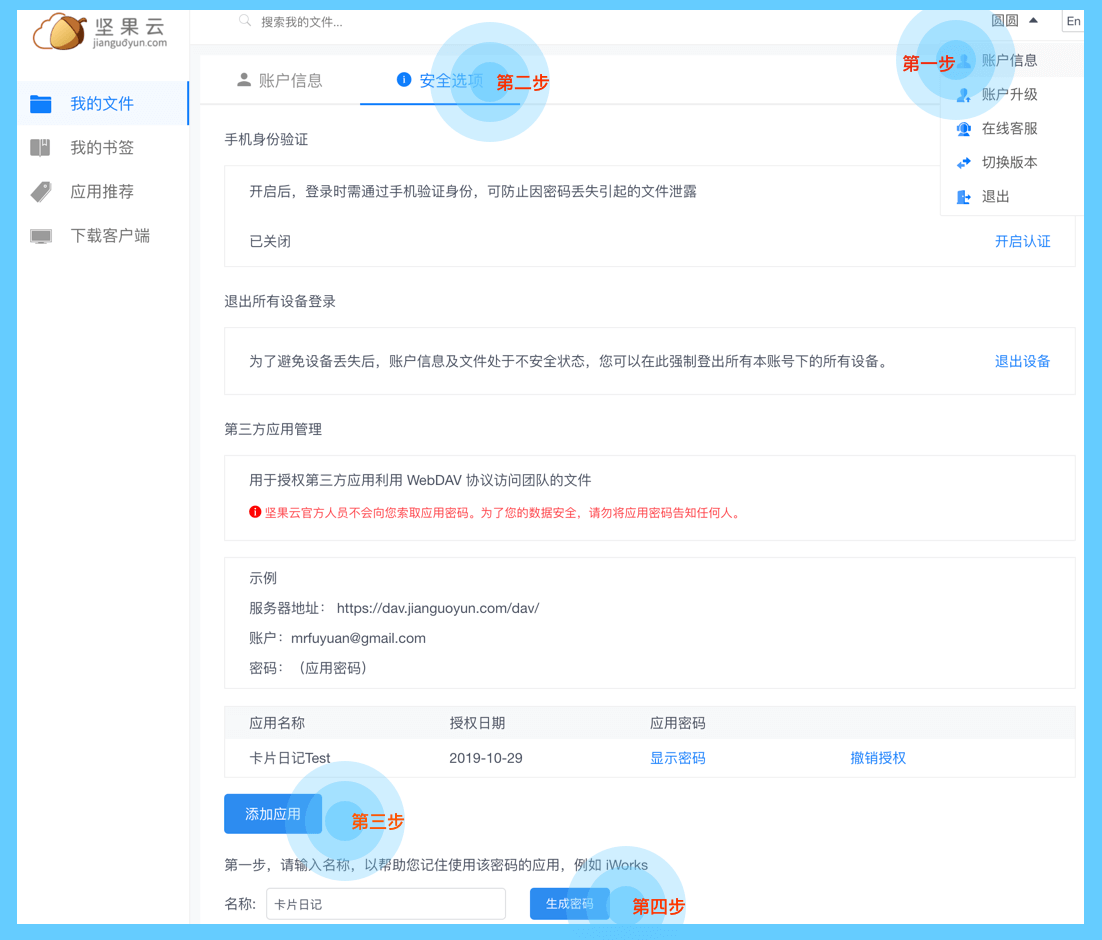 坚果云
jianguoyun.com
搜索我的文件...
圆圆
En
我的文件
我的书签
应用推荐
下载客户端
账户信息
安全选项
第二步
第一步
账户信息
账户升级
在线客服
切换版本
退出
手机身份验证
开启后，登录时需通过手机验证身份，可防止因密码丢失引起的文件泄露
已关闭
开启认证
退出所有设备登录
为了避免设备丢失后，账户信息及文件处于不安全状态，您可以在此强制登出所有本账号下的所有设备。
退出设备
第三方应用管理
用于授权第三方应用利用 WebDAV 协议访问团队的文件
坚果云官方人员不会向您索取应用密码。为了您的数据安全，请勿将应用密码告知任何人。
示例
服务器地址： https://dav.jianguoyun.com/dav/
账户：mrfuyuan@gmail.com
密码：（应用密码）
应用名称 授权日期 应用密码
卡片日记Test 2019-10-29 显示密码 撤销授权
添加应用
第三步
第一步，请输入名称，以帮助您记住使用该密码的应用，例如 iWorks
名称: 卡片日记 生成密码
第四步